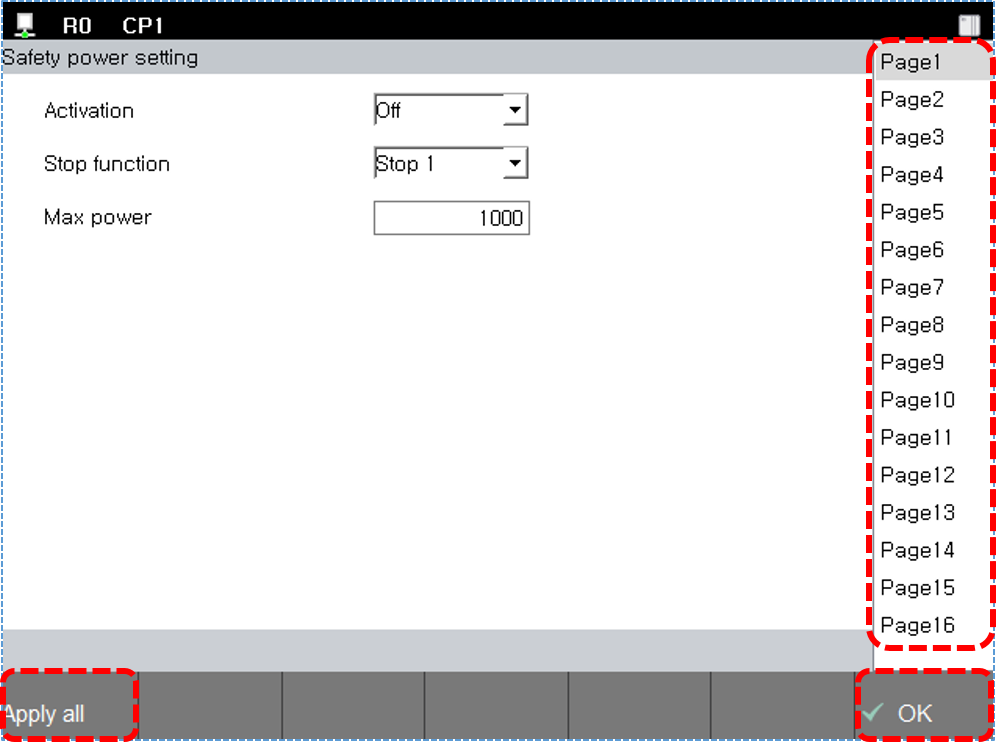 R0 CP1
Safety power setting
Activation Off
Stop function Stop 1
Max power 1000
Page1
Page2
Page3
Page4
Page5
Page6
Page7
Page8
Page9
Page10
Page11
Page12
Page13
Page14
Page15
Page16
Apply all OK